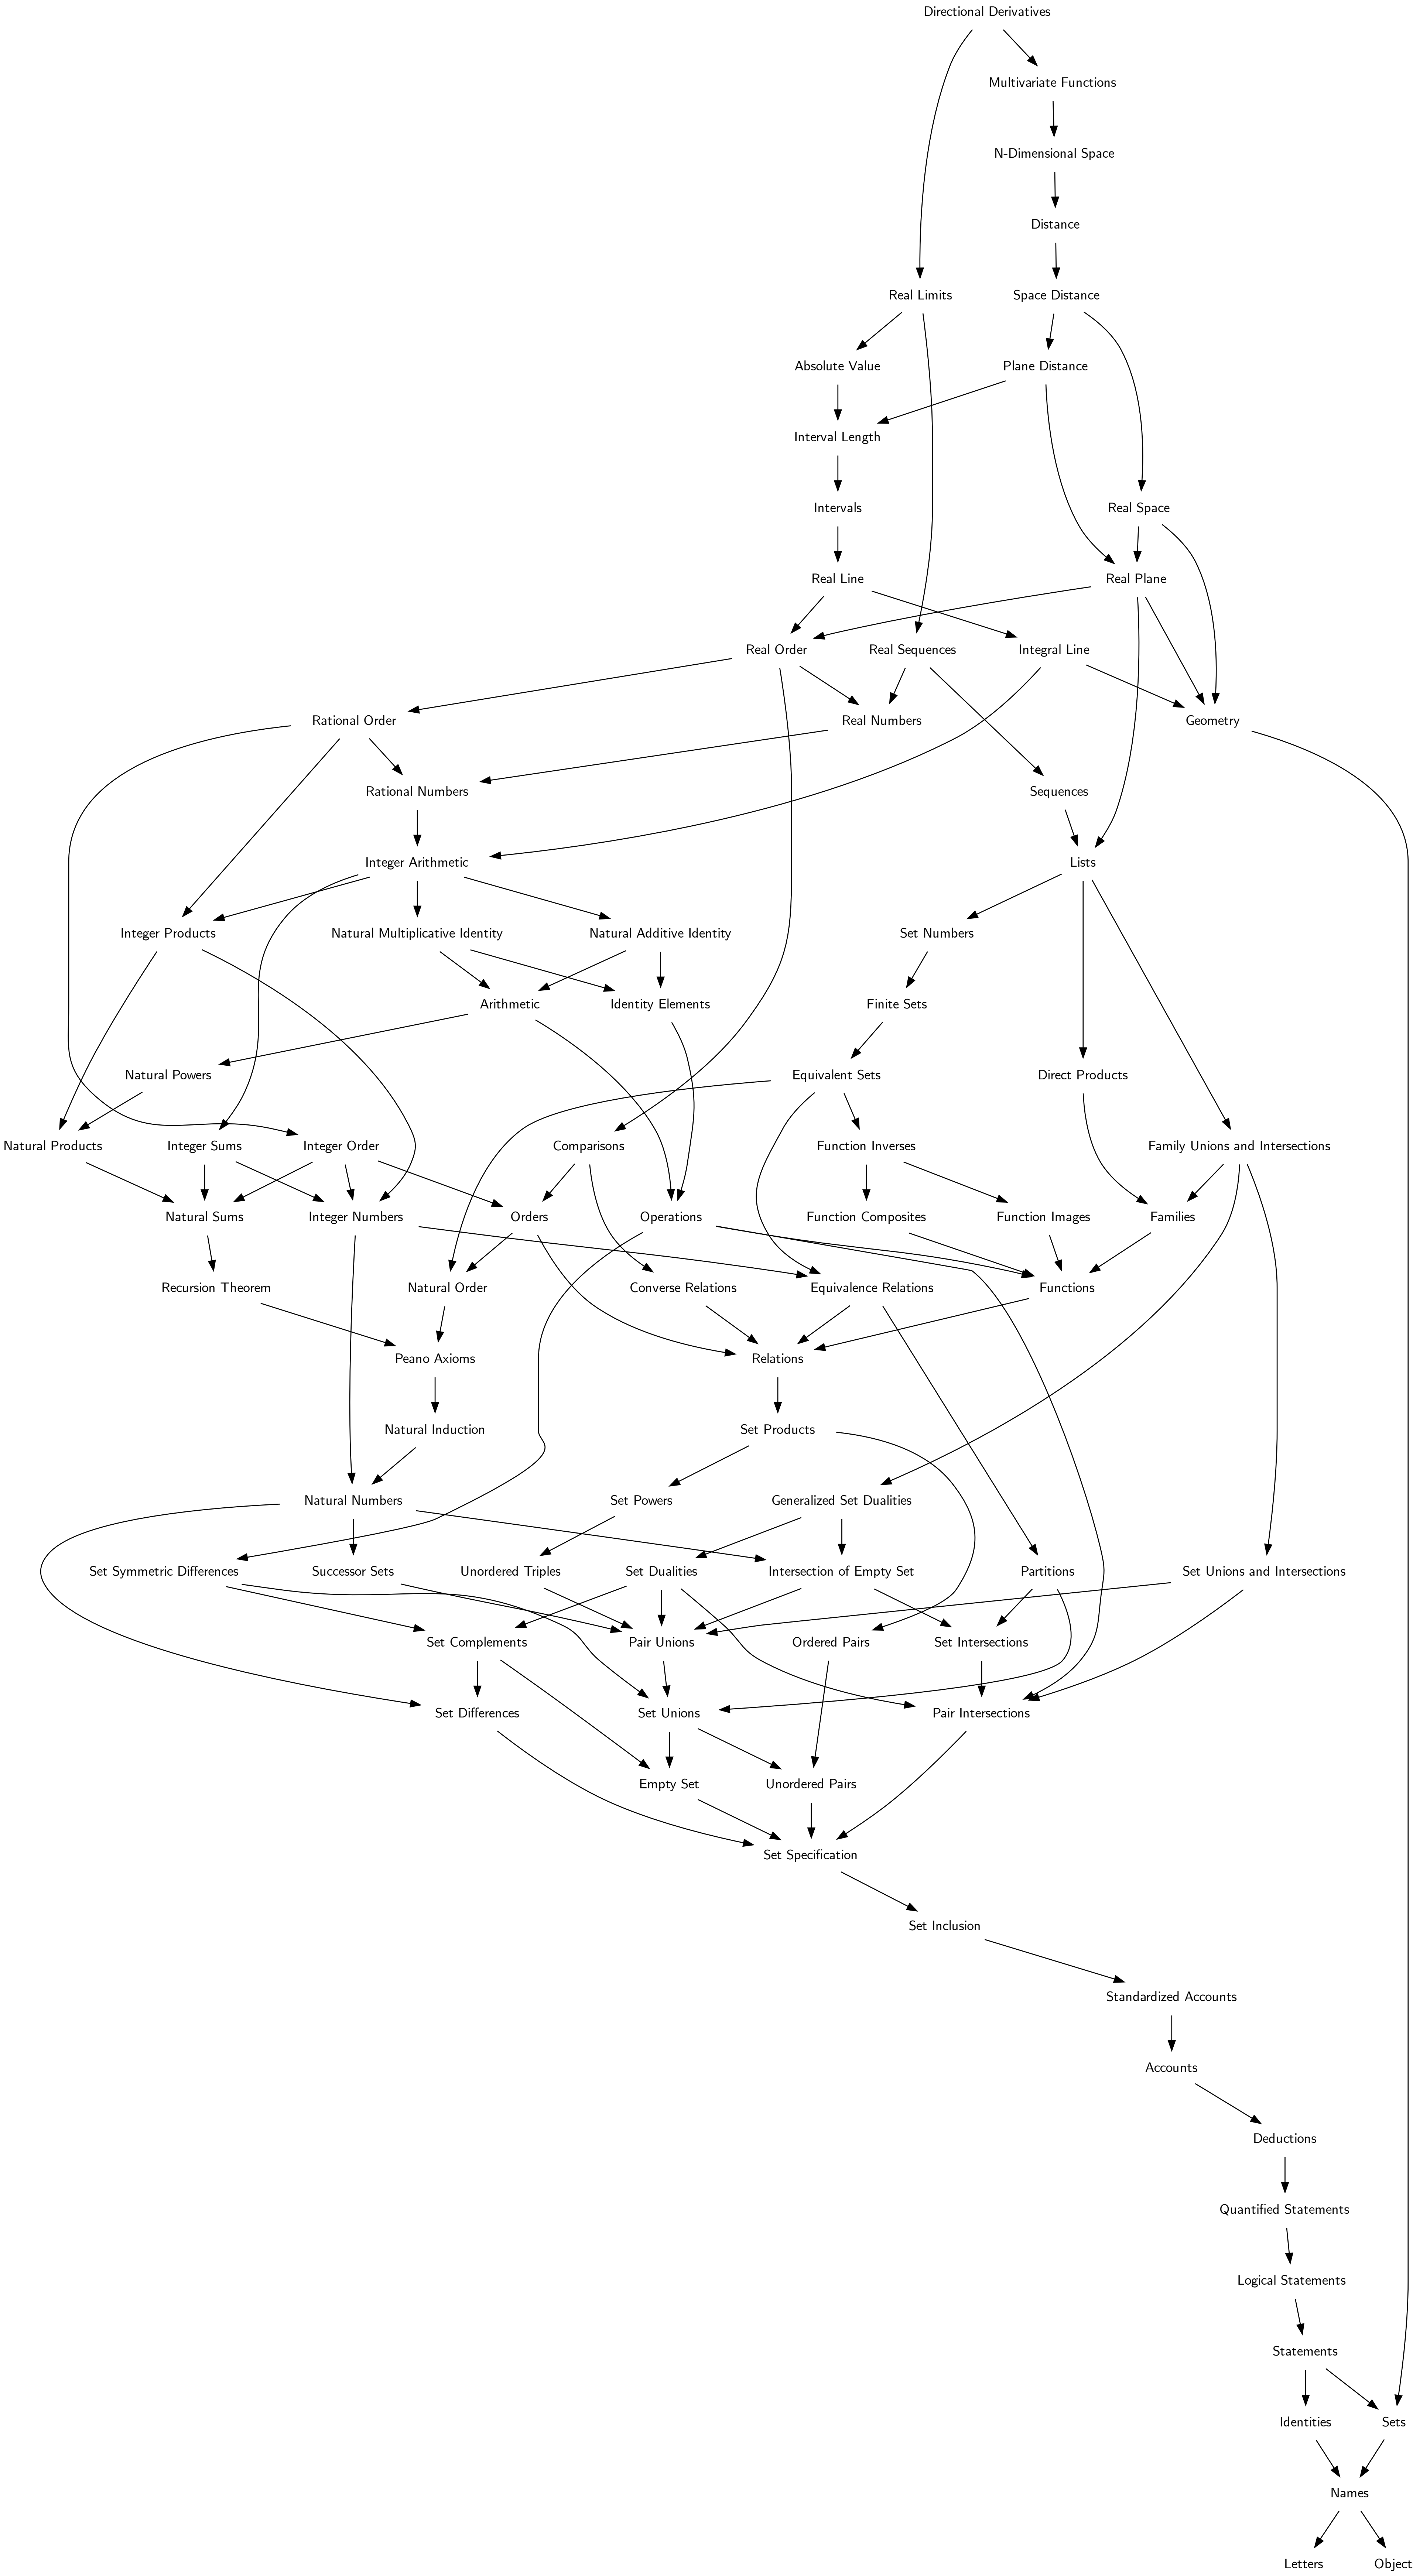 Directional Derivatives
Multivariate Functions
N-Dimensional Space
Distance
Real Limits
Space Distance
Absolute Value
Plane Distance
Interval Length
Intervals
Real Space
Real Line
Real Plane
Real Order
Real Sequences
Integral Line
Rational Order
Real Numbers
Geometry
Rational Numbers
Sequences
Integer Arithmetic
Lists
Integer Products
Natural Multiplicative Identity
Natural Additive Identity
Set Numbers
Arithmetic
Identity Elements
Finite Sets
Natural Powers
Equivalent Sets
Direct Products
Natural Products
Integer Sums
Integer Order
Comparisons
Function Inverses
Family Unions and Intersections
Natural Sums
Integer Numbers
Orders
Operations
Function Composites
Function Images
Families
Recursion Theorem
Natural Order
Converse Relations
Equivalence Relations
Functions
Peano Axioms
Relations
Natural Induction
Set Products
Natural Numbers
Set Powers
Generalized Set Dualities
Set Symmetric Differences
Successor Sets
Unordered Triples
Set Dualities
Intersection of Empty Set
Partitions
Set Unions and Intersections
Set Complements
Pair Unions
Ordered Pairs
Set Intersections
Set Differences
Set Unions
Pair Intersections
Empty Set
Unordered Pairs
Set Specification
Set Inclusion
Standardized Accounts
Accounts
Deductions
Quantified Statements
Logical Statements
Statements
Identities
Sets
Names
Letters
Object